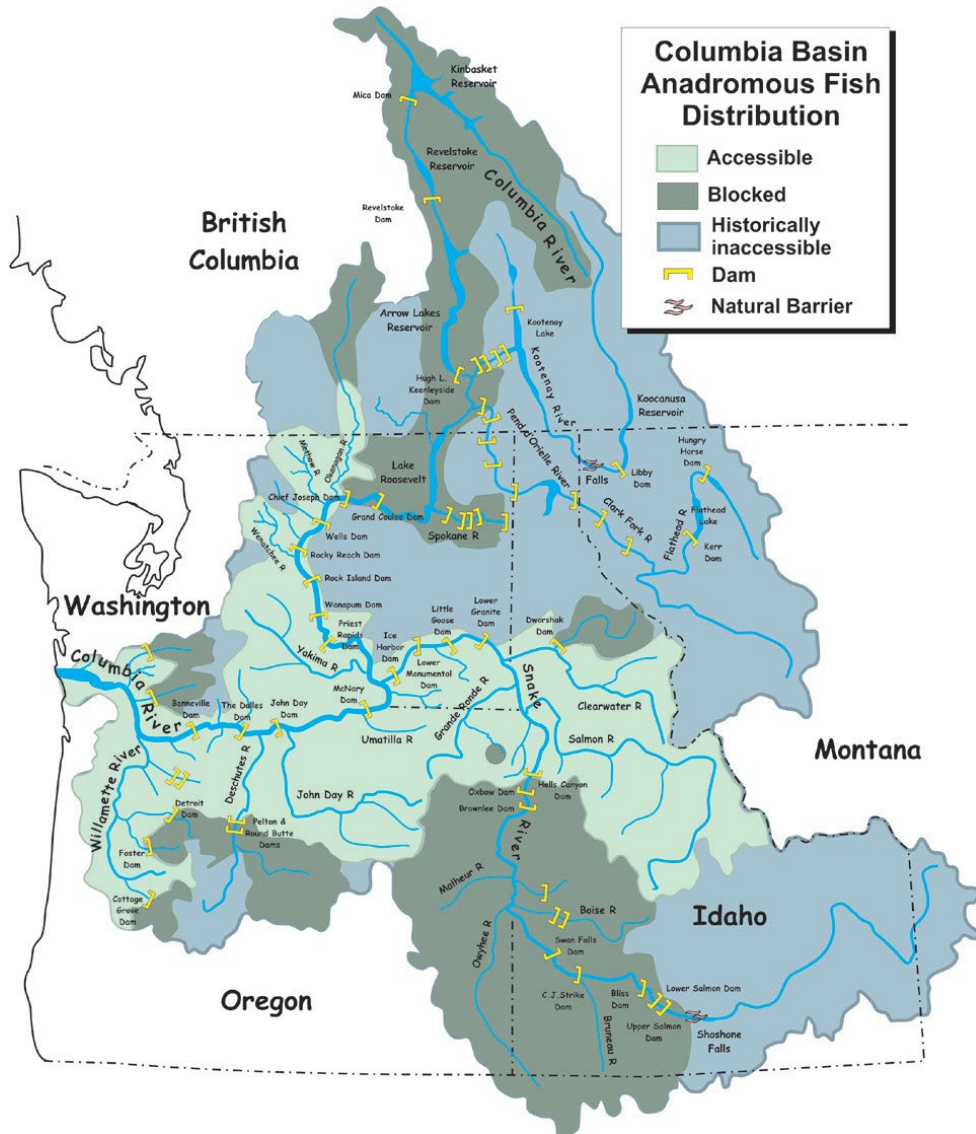 Columbia Basin
Anadromous Fish
Distribution
Accessible
Blocked
Historically
inaccessible
Dam
Natural Barrier
Kinbasket
Reservoir
Mica Dam
Revelstoke
Reservoir
Columbia River
Revelstoke
Dam
British
Columbia
Arrow Lakes
Reservoir
Kootenay
Lake
Kootenay River
Hugh L.
Keenleyside
Dam
Koocanusa
Reservoir
Pend d'Orielle River
Hungry
Horse
Dam
Methow R
Okanogan R
Lake
Roosevelt
Falls
Libby
Dam
Chief Joseph Dam
Grand Coulee Dam
Clark Fork R
Flathead R
Flathead
Lake
Spokane R
Wells Dam
Wenatchee R
Kerr
Dam
Rocky Reach Dam
Rock Island Dam
Washington
Wanapum Dam
Priest
Rapids
Dam
Ice
Harbor
Dam
Little
Goose
Dam
Lower
Granite
Dam
Dworshak
Dam
Yakima R
Lower
Monumental
Dam
Columbia
River
Snake
McNary
Dam
Grande Ronde R
Clearwater R
Bonneville
Dam
The Dalles
Dam
John Day
Dam
Umatilla R
Salmon R
Montana
Willamette River
Deschutes R
John Day R
Oxbow Dam
Hells Canyon
Dam
Brownlee Dam
Detroit
Dam
Pelton &
Round Butte
Dams
River
Foster
Dam
Malheur R
Cottage
Grove
Dam
Boise R
Idaho
Owyhee R
Swan Falls
Dam
Oregon
C.J.Strike
Dam
Bliss
Dam
Lower Salmon Dam
Bruneau R
Upper Salmon
Dam
Shoshone
Falls